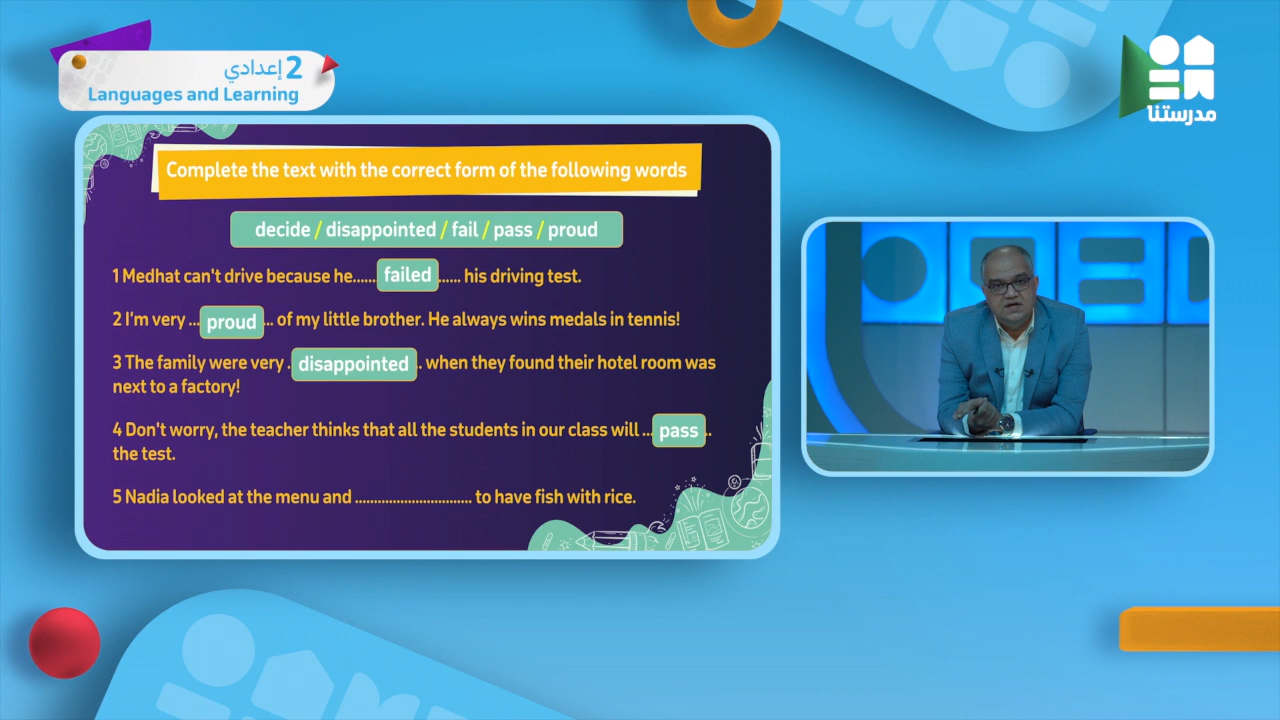 2 إعدادي
Languages and Learning
مدرستنا
Complete the text with the correct form of the following words
decide / disappointed / fail / pass / proud
1 Medhat can't drive because he...... failed ...... his driving test.
2 I'm very ... proud ... of my little brother. He always wins medals in tennis!
3 The family were very . disappointed . when they found their hotel room was
next to a factory!
4 Don't worry, the teacher thinks that all the students in our class will ... pass ..
the test.
5 Nadia looked at the menu and ............................. to have fish with rice.